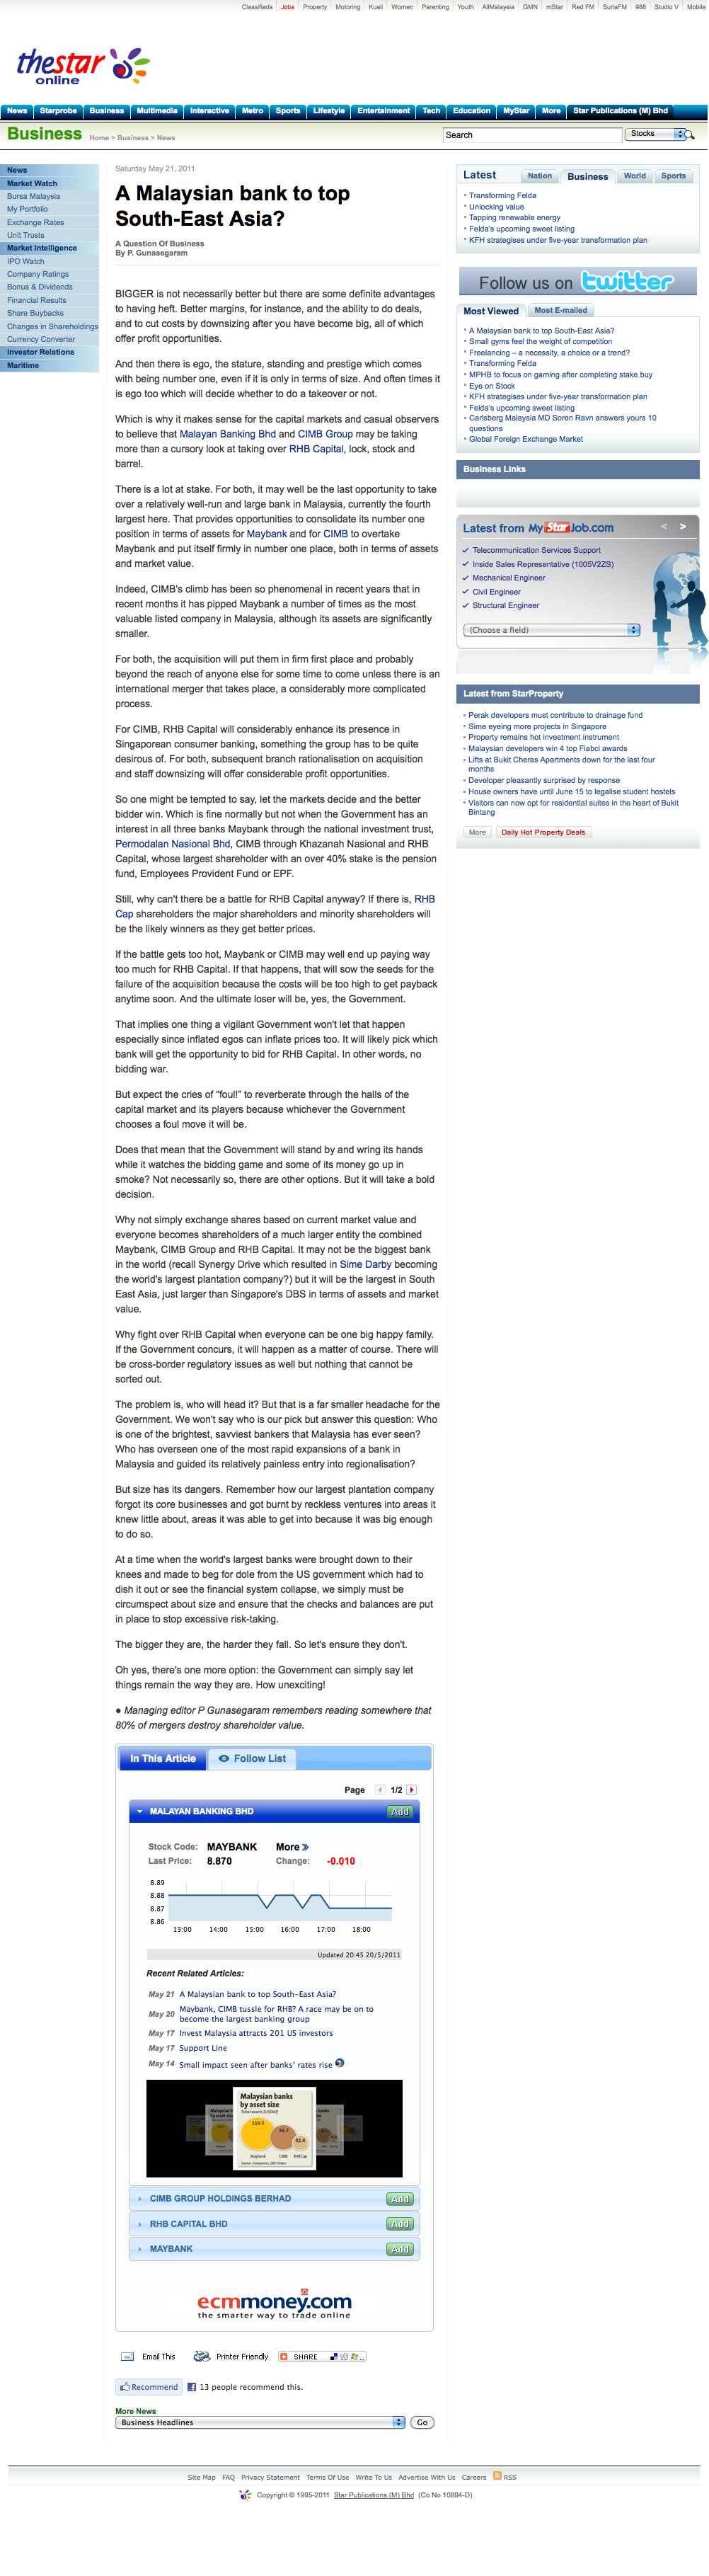 Classifieds Jobs Property Motoring Kuali Women Parenting Youth AllMalaysia GMN mStar Red FM SuriaFM 988 Studio V Mobile
thestar
online
News Starprobe Business Multimedia Interactive Metro Sports Lifestyle Entertainment Tech Education MyStar More Star Publications (M) Bhd
Business Home > Business > News
Search Stocks
News
Market Watch
Bursa Malaysia
My Portfolio
Exchange Rates
Unit Trusts
Market Intelligence
IPO Watch
Company Ratings
Bonus & Dividends
Financial Results
Share Buybacks
Changes in Shareholdings
Currency Converter
Investor Relations
Maritime
Saturday May 21, 2011
A Malaysian bank to top
South-East Asia?
A Question Of Business
By P. Gunasegaram
BIGGER is not necessarily better but there are some definite advantages
to having heft. Better margins, for instance, and the ability to do deals,
and to cut costs by downsizing after you have become big, all of which
offer profit opportunities.
And then there is ego, the stature, standing and prestige which comes
with being number one, even if it is only in terms of size. And often times it
is ego too which will decide whether to do a takeover or not.
Which is why it makes sense for the capital markets and casual observers
to believe that Malayan Banking Bhd and CIMB Group may be taking
more than a cursory look at taking over RHB Capital, lock, stock and
barrel.
There is a lot at stake. For both, it may well be the last opportunity to take
over a relatively well-run and large bank in Malaysia, currently the fourth
largest here. That provides opportunities to consolidate its number one
position in terms of assets for Maybank and for CIMB to overtake
Maybank and put itself firmly in number one place, both in terms of assets
and market value.
Indeed, CIMB's climb has been so phenomenal in recent years that in
recent months it has pipped Maybank a number of times as the most
valuable listed company in Malaysia, although its assets are significantly
smaller.
For both, the acquisition will put them in firm first place and probably
beyond the reach of anyone else for some time to come unless there is an
international merger that takes place, a considerably more complicated
process.
For CIMB, RHB Capital will considerably enhance its presence in
Singaporean consumer banking, something the group has to be quite
desirous of. For both, subsequent branch rationalisation on acquisition
and staff downsizing will offer considerable profit opportunities.
So one might be tempted to say, let the markets decide and the better
bidder win. Which is fine normally but not when the Government has an
interest in all three banks Maybank through the national investment trust,
Permodalan Nasional Bhd, CIMB through Khazanah Nasional and RHB
Capital, whose largest shareholder with an over 40% stake is the pension
fund, Employees Provident Fund or EPF.
Still, why can't there be a battle for RHB Capital anyway? If there is, RHB
Cap shareholders the major shareholders and minority shareholders will
be the likely winners as they get better prices.
If the battle gets too hot, Maybank or CIMB may well end up paying way
too much for RHB Capital. If that happens, that will sow the seeds for the
failure of the acquisition because the costs will be too high to get payback
anytime soon. And the ultimate loser will be, yes, the Government.
That implies one thing a vigilant Government won't let that happen
especially since inflated egos can inflate prices too. It will likely pick which
bank will get the opportunity to bid for RHB Capital. In other words, no
bidding war.
But expect the cries of "foul!" to reverberate through the halls of the
capital market and its players because whichever the Government
chooses a foul move it will be.
Does that mean that the Government will stand by and wring its hands
while it watches the bidding game and some of its money go up in
smoke? Not necessarily so, there are other options. But it will take a bold
decision.
Why not simply exchange shares based on current market value and
everyone becomes shareholders of a much larger entity the combined
Maybank, CIMB Group and RHB Capital. It may not be the biggest bank
in the world (recall Synergy Drive which resulted in Sime Darby becoming
the world's largest plantation company?) but it will be the largest in South
East Asia, just larger than Singapore's DBS in terms of assets and market
value.
Why fight over RHB Capital when everyone can be one big happy family.
If the Government concurs, it will happen as a matter of course. There will
be cross-border regulatory issues as well but nothing that cannot be
sorted out.
The problem is, who will head it? But that is a far smaller headache for the
Government. We won't say who is our pick but answer this question: Who
is one of the brightest, savviest bankers that Malaysia has ever seen?
Who has overseen one of the most rapid expansions of a bank in
Malaysia and guided its relatively painless entry into regionalisation?
But size has its dangers. Remember how our largest plantation company
forgot its core businesses and got burnt by reckless ventures into areas it
knew little about, areas it was able to get into because it was big enough
to do so.
At a time when the world's largest banks were brought down to their
knees and made to beg for dole from the US government which had to
dish it out or see the financial system collapse, we simply must be
circumspect about size and ensure that the checks and balances are put
in place to stop excessive risk-taking.
The bigger they are, the harder they fall. So let's ensure they don't.
Oh yes, there's one more option: the Government can simply say let
things remain the way they are. How unexciting!
● Managing editor P Gunasegaram remembers reading somewhere that
80% of mergers destroy shareholder value.
In This Article Follow List
Page 1/2
MALAYAN BANKING BHD Add
Stock Code: MAYBANK More »
Last Price: 8.870 Change: -0.010
8.89
8.88
8.87
8.86
13:00 14:00 15:00 16:00 17:00 18:00
Updated 20:45 20/5/2011
Recent Related Articles:
May 21 A Malaysian bank to top South-East Asia?
May 20 Maybank, CIMB tussle for RHB? A race may be on to
become the largest banking group
May 17 Invest Malaysia attracts 201 US investors
May 17 Support Line
May 14 Small impact seen after banks' rates rise
Malaysian banks
by asset size
Maybank CIMB RHB Cap
CIMB GROUP HOLDINGS BERHAD Add
RHB CAPITAL BHD Add
MAYBANK Add
ecmmoney.com
the smarter way to trade online
Email This Printer Friendly SHARE
Recommend 13 people recommend this.
More News
Business Headlines Go
Latest Nation Business World Sports
Transforming Felda
Unlocking value
Tapping renewable energy
Felda's upcoming sweet listing
KFH strategises under five-year transformation plan
Follow us on twitter
Most Viewed Most E-mailed
A Malaysian bank to top South-East Asia?
Small gyms feel the weight of competition
Freelancing – a necessity, a choice or a trend?
Transforming Felda
MPHB to focus on gaming after completing stake buy
Eye on Stock
KFH strategises under five-year transformation plan
Felda's upcoming sweet listing
Carlsberg Malaysia MD Soren Ravn answers yours 10
questions
Global Foreign Exchange Market
Business Links
Latest from MyStarJob.com < >
Telecommunication Services Support
Inside Sales Representative (1005V2ZS)
Mechanical Engineer
Civil Engineer
Structural Engineer
(Choose a field)
Latest from StarProperty
Perak developers must contribute to drainage fund
Sime eyeing more projects in Singapore
Property remains hot investment instrument
Malaysian developers win 4 top Fiabci awards
Lifts at Bukit Cheras Apartments down for the last four
months
Developer pleasantly surprised by response
House owners have until June 15 to legalise student hostels
Visitors can now opt for residential suites in the heart of Bukit
Bintang
More Daily Hot Property Deals
Site Map FAQ Privacy Statement Terms Of Use Write To Us Advertise With Us Careers RSS
Copyright © 1995-2011 Star Publications (M) Bhd (Co No 10894-D)